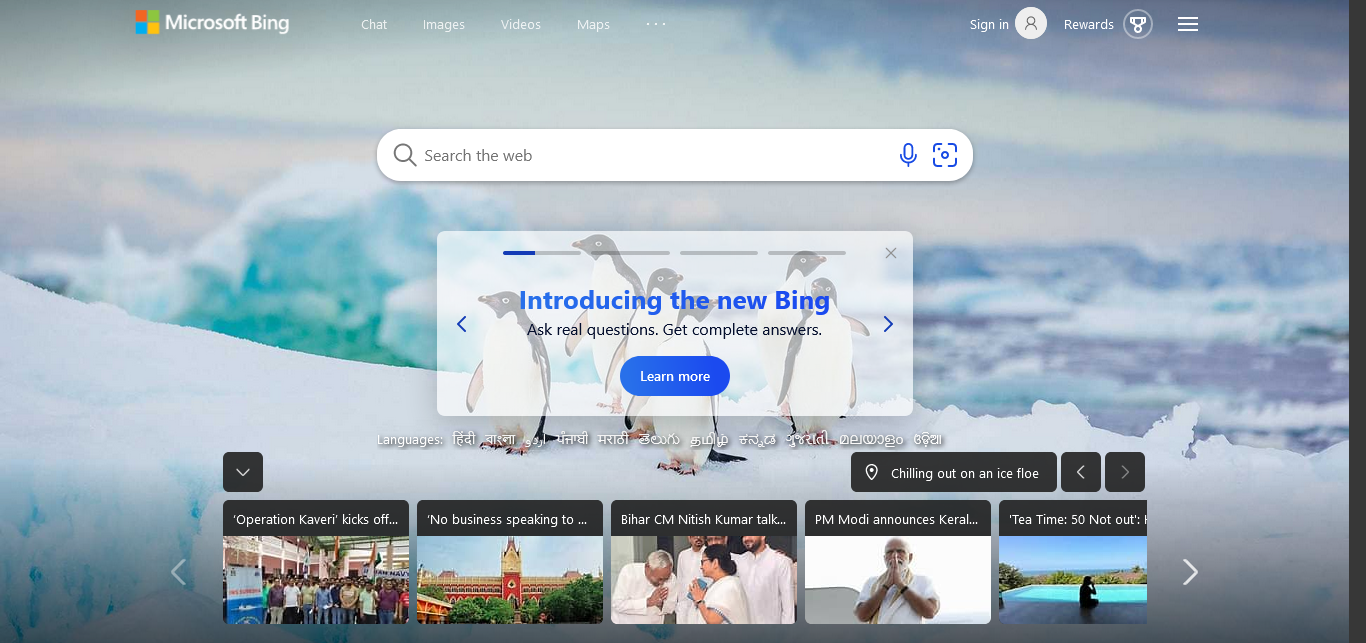 Microsoft Bing
Chat Images Videos Maps ···
Sign in Rewards
Search the web
Introducing the new Bing
Ask real questions. Get complete answers.
Learn more
Languages: हिंदी বাংলা اردو ਪੰਜਾਬੀ मराठी తెలుగు தமிழ் ಕನ್ನಡ ગુજરાતી മലയാളം ଓଡ଼ିଆ
Chilling out on an ice floe
'Operation Kaveri' kicks off...
'No business speaking to ...
Bihar CM Nitish Kumar talk...
PM Modi announces Keral...
'Tea Time: 50 Not out':